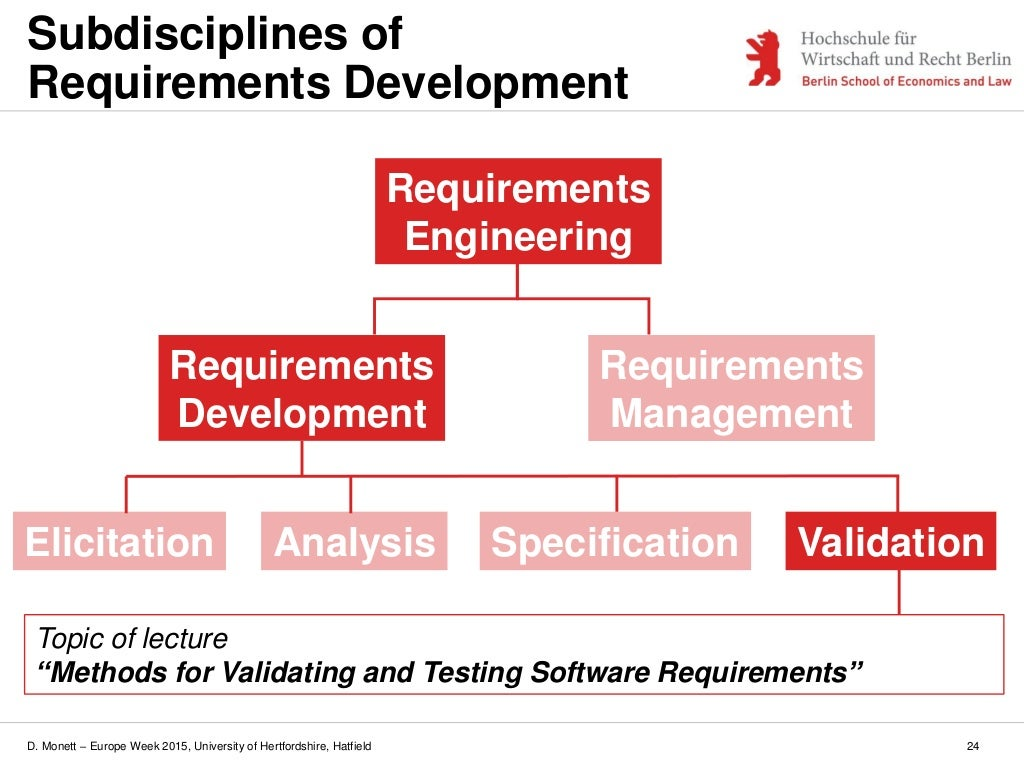 Subdisciplines of
Requirements Development
Hochschule für
Wirtschaft und Recht Berlin
Berlin School of Economics and Law
Requirements
Engineering
Requirements
Development
Requirements
Management
Elicitation
Analysis
Specification
Validation
Topic of lecture
“Methods for Validating and Testing Software Requirements”
D. Monett – Europe Week 2015, University of Hertfordshire, Hatfield
24